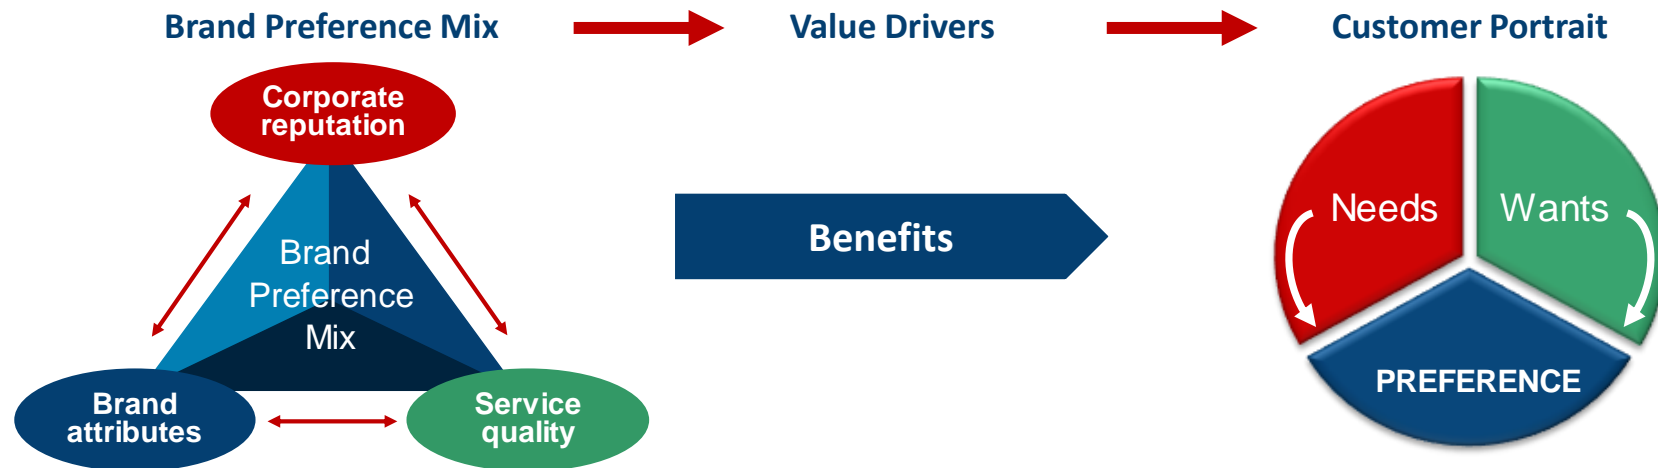 Brand Preference Mix
Value Drivers
Customer Portrait
Corporate
reputation
Brand
Preference
Mix
Brand
attributes
Service
quality
Benefits
Needs
Wants
PREFERENCE